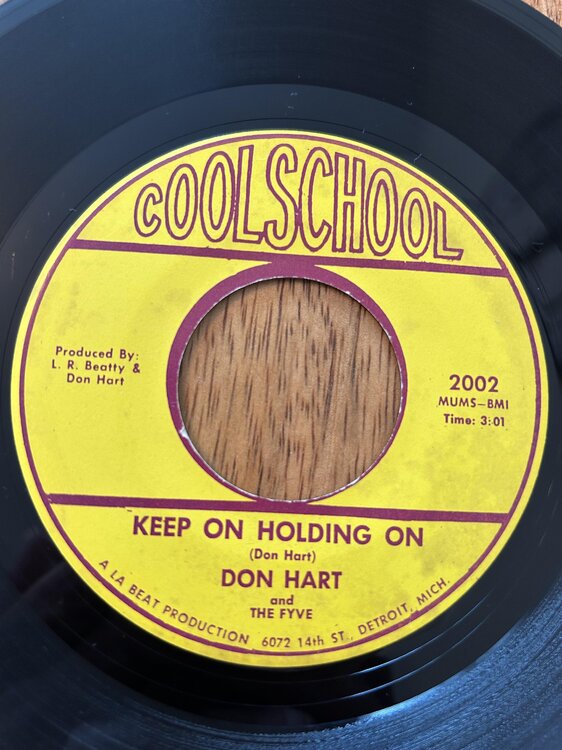 COOLSCHOOL
Produced By:
L. R. Beatty &
Don Hart
2002
MUMS-BMI
Time: 3:01
KEEP ON HOLDING ON
(Don Hart)
DON HART
and
THE FYVE
A LA BEAT PRODUCTION 6072 14th ST., DETROIT, MICH.